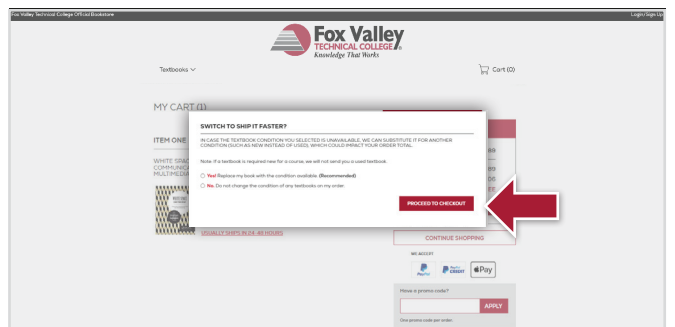 Fox Valley Technical College Official Bookstore
Login/Sign Up
Fox Valley
TECHNICAL COLLEGE®
Knowledge That Works
Textbooks
Cart (0)
MY CART (1)
SWITCH TO SHIP IT FASTER?
IN CASE THE TEXTBOOK CONDITION YOU SELECTED IS UNAVAILABLE, WE CAN SUBSTITUTE IT FOR ANOTHER
CONDITION (SUCH AS NEW INSTEAD OF USED), WHICH COULD IMPACT YOUR ORDER TOTAL.
Note: If a textbook is required new for a course, we will not send you a used textbook.
Yes! Replace my book with the condition available. (Recommended)
No. Do not change the condition of any textbooks on my order.
PROCEED TO CHECKOUT
ITEM ONE
WHITE SPAC
COMMUNICA
MULTIMEDIA
USUALLY SHIPS IN 24-48 HOURS
CONTINUE SHOPPING
WE ACCEPT
PayPal
PayPal CREDIT
Pay
Have a promo code?
APPLY
One promo code per order.